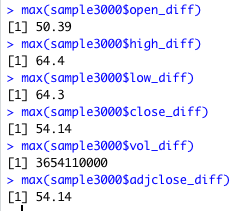 > max(sample3000$open_diff)
[1] 50.39
> max(sample3000$high_diff)
[1] 64.4
> max(sample3000$low_diff)
[1] 64.3
> max(sample3000$close_diff)
[1] 54.14
> max(sample3000$vol_diff)
[1] 3654110000
> max(sample3000$adjclose_diff)
[1] 54.14